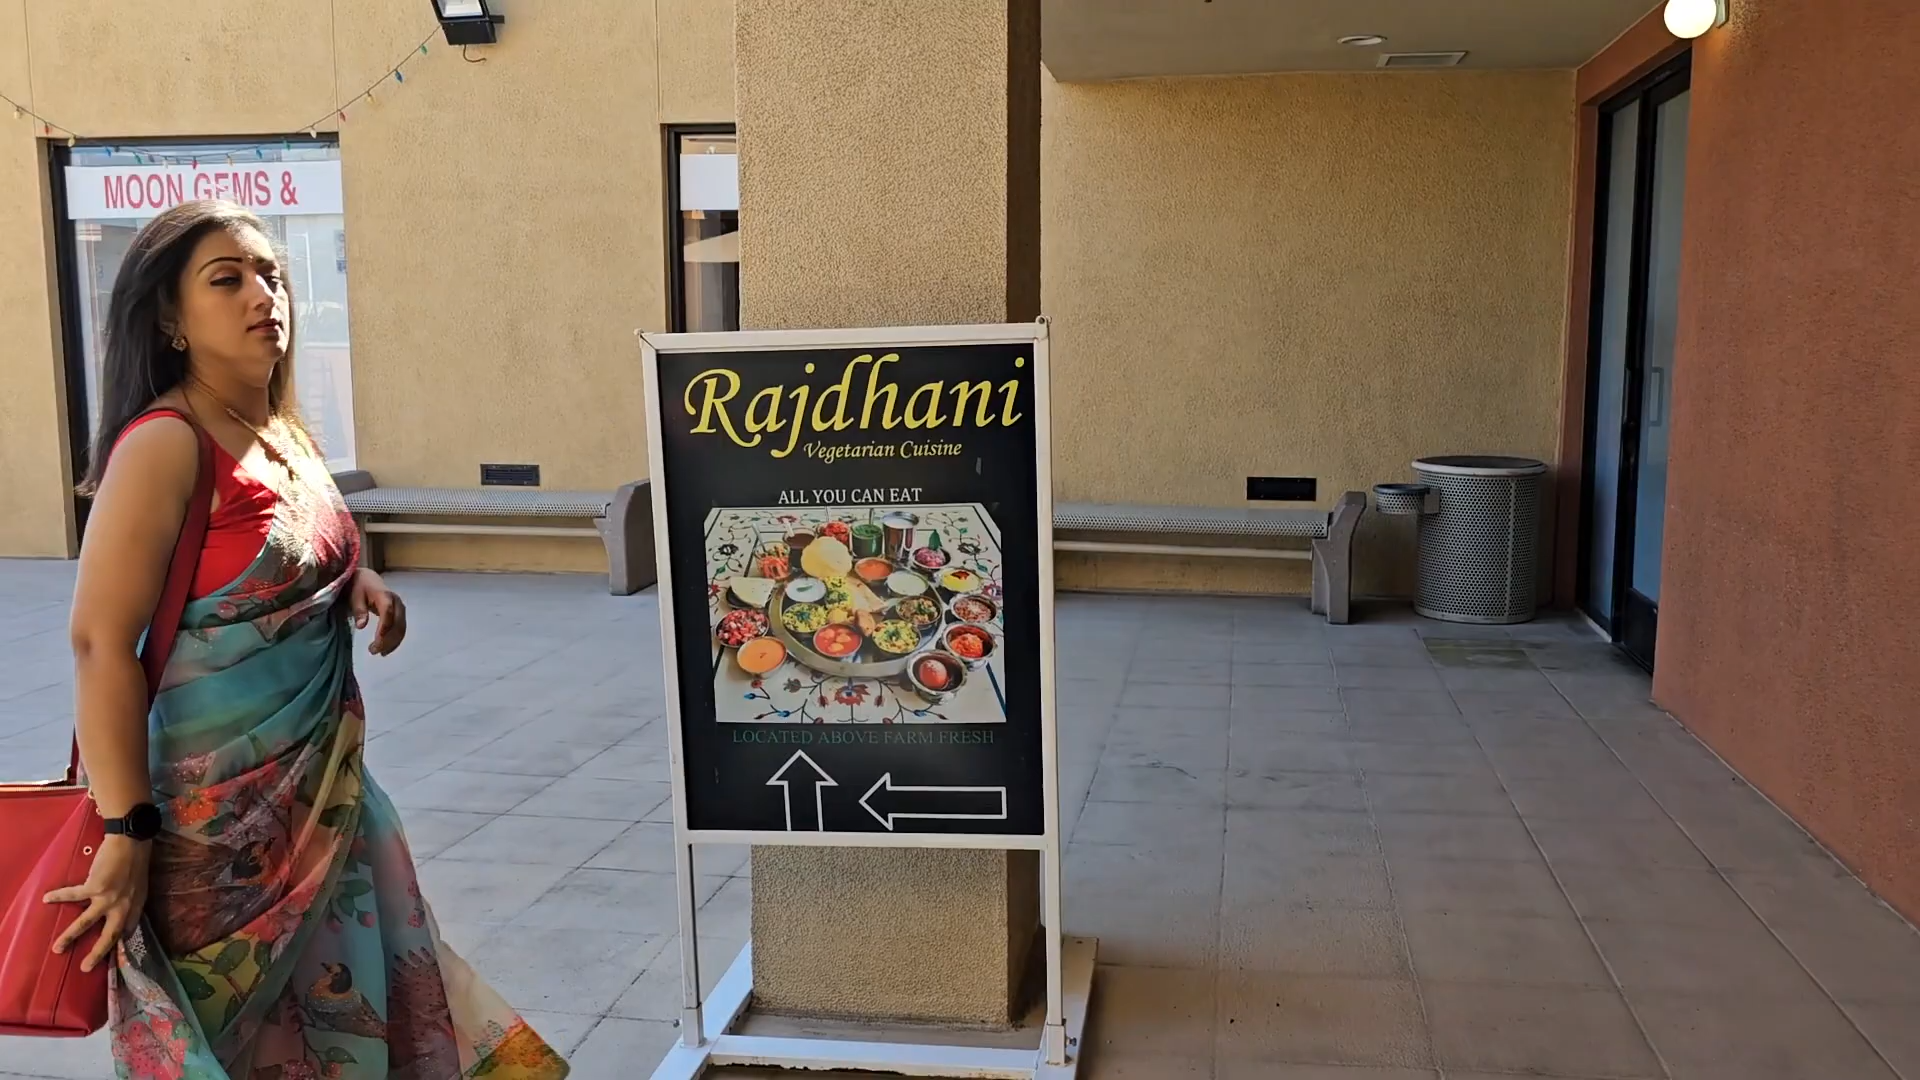 MOON GEMS &
Rajdhani
Vegetarian Cuisine
ALL YOU CAN EAT
LOCATED ABOVE FARM FRESH